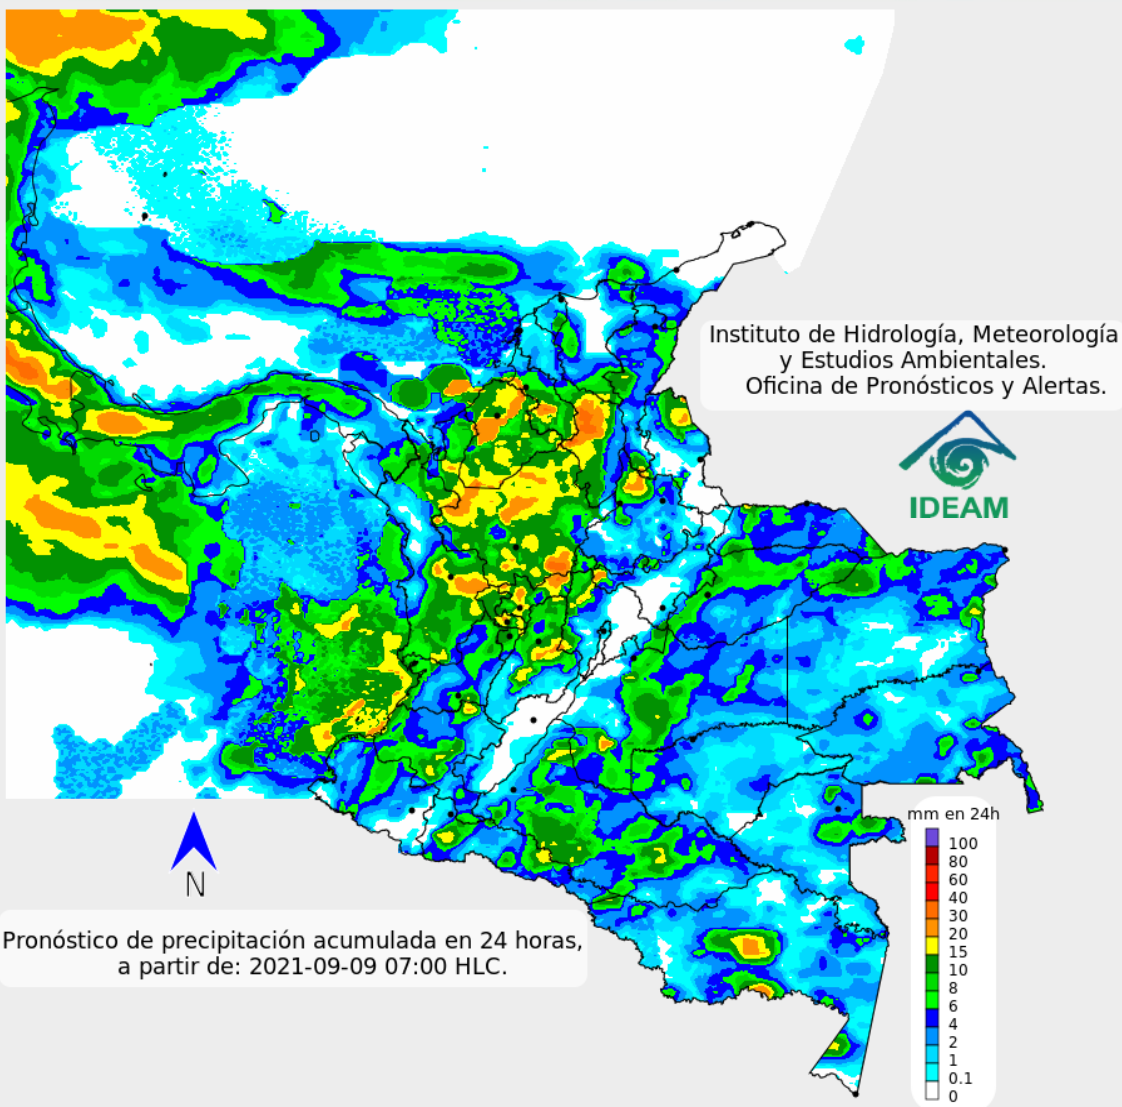 Instituto de Hidrología, Meteorología
y Estudios Ambientales.
Oficina de Pronósticos y Alertas.
IDEAM
mm en 24h
100
80
60
40
30
20
15
10
8
6
4
2
1
0.1
0
N
Pronóstico de precipitación acumulada en 24 horas,
a partir de: 2021-09-09 07:00 HLC.